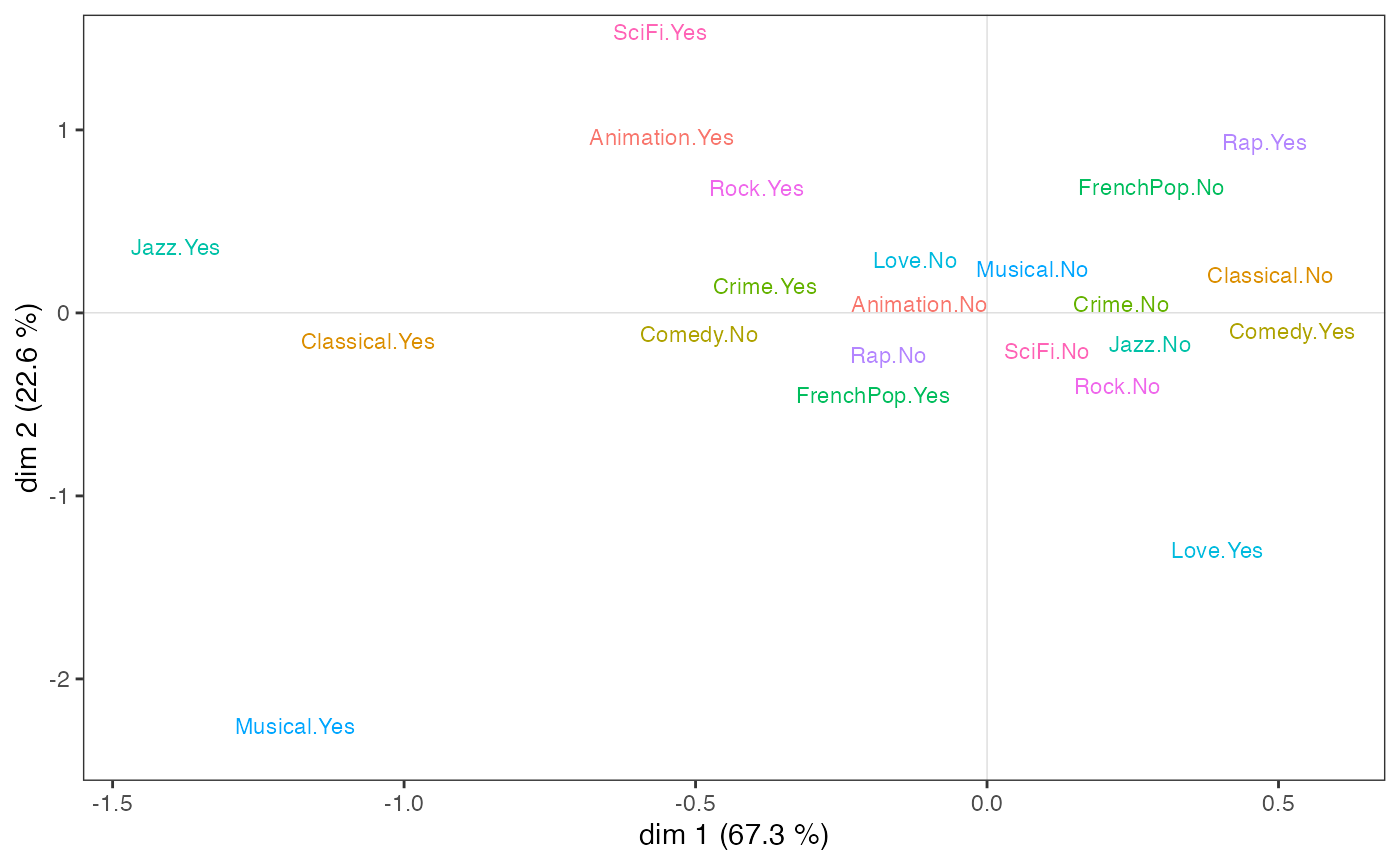 SciFi.Yes
1
Animation.Yes
Rap.Yes
Rock.Yes
FrenchPop.No
Jazz.Yes
Love.No
Musical.No
Classical.No
Crime.Yes
Animation.No
Crime.No
0
Classical.Yes
Comedy.No
Comedy.Yes
Rap.No
SciFi.No
Jazz.No
Rock.No
FrenchPop.Yes
dim 2 (22.6 %)
-1
Love.Yes
-2
Musical.Yes
-1.5
-1.0
-0.5
0.0
0.5
dim 1 (67.3 %)